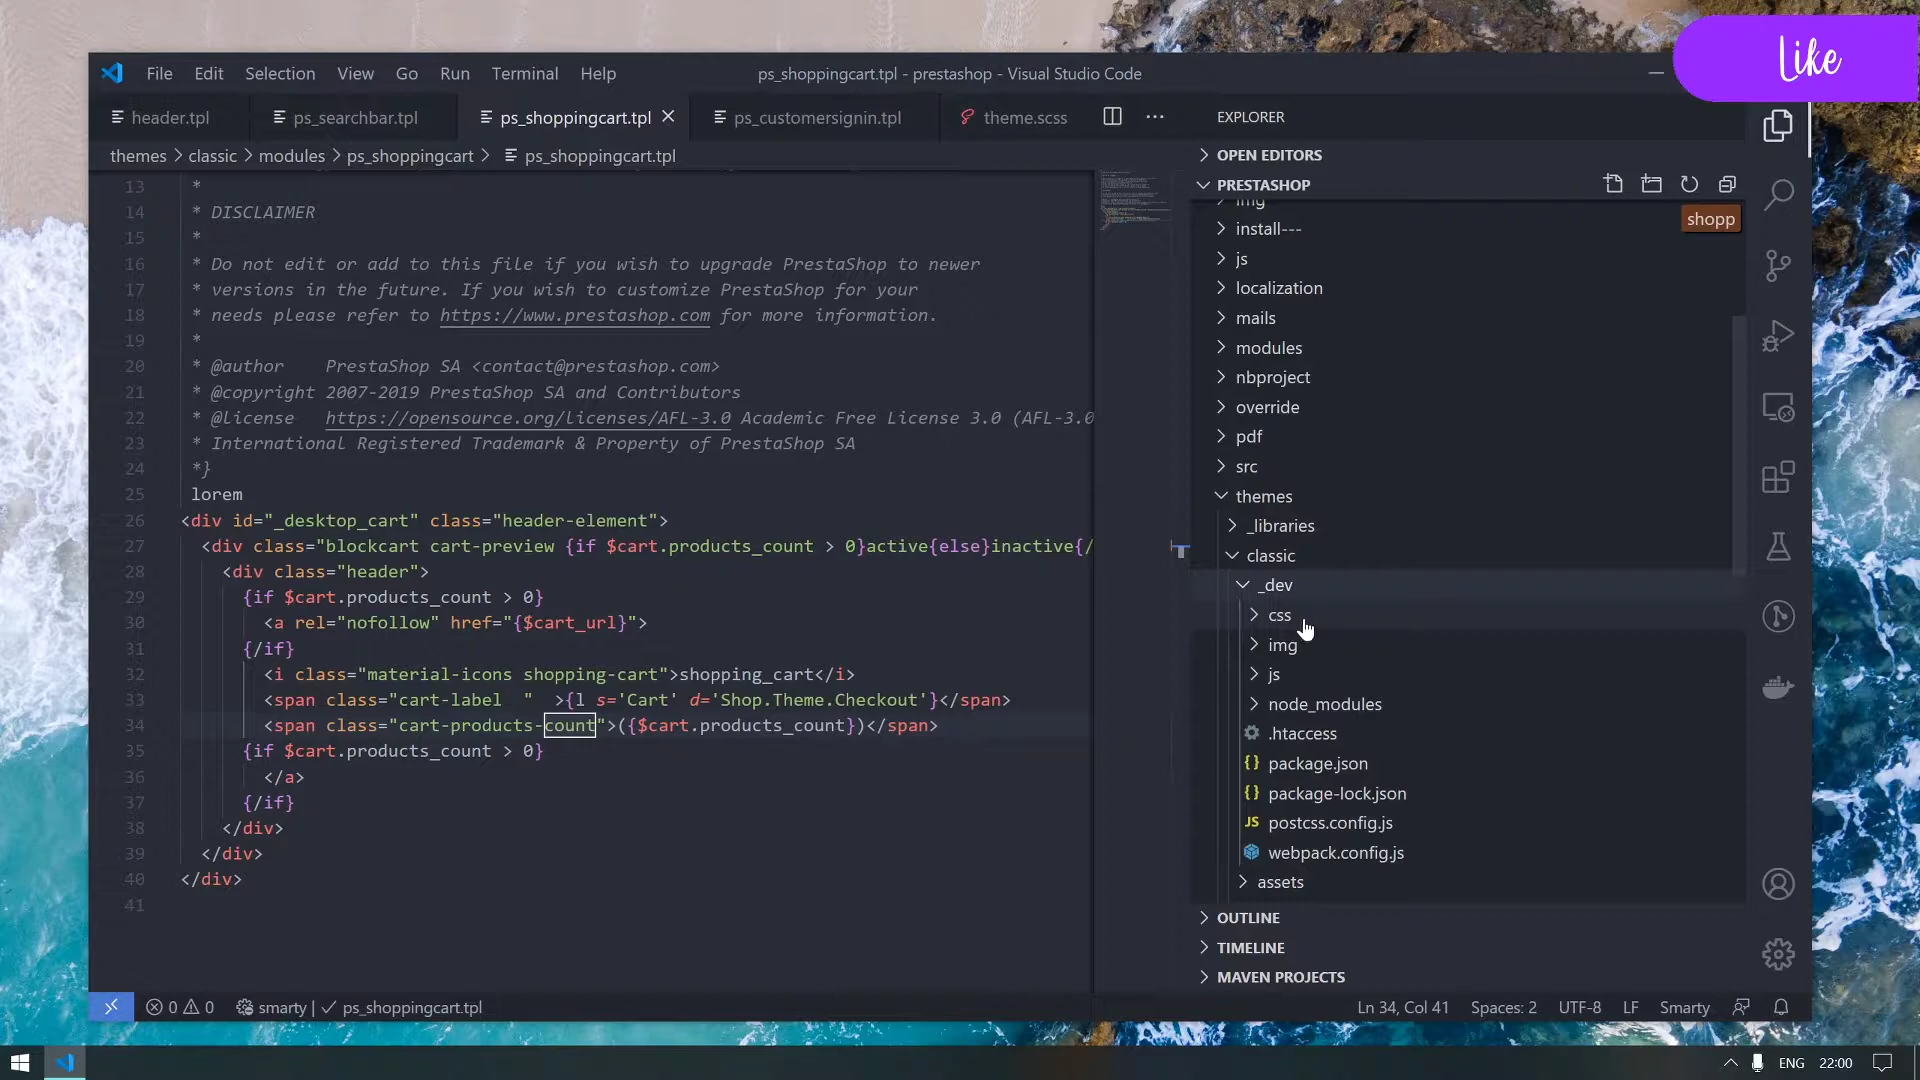 Like
File Edit Selection View Go Run Terminal Help
ps_shoppingcart.tpl - prestashop - Visual Studio Code
header.tpl ps_searchbar.tpl ps_shoppingcart.tpl ps_customersignin.tpl theme.scss
themes > classic > modules > ps_shoppingcart > ps_shoppingcart.tpl
13 *
14 * DISCLAIMER
15 *
16 * Do not edit or add to this file if you wish to upgrade PrestaShop to newer
17 * versions in the future. If you wish to customize PrestaShop for your
18 * needs please refer to https://www.prestashop.com for more information.
19 *
20 * @author    PrestaShop SA <contact@prestashop.com>
21 * @copyright 2007-2019 PrestaShop SA and Contributors
22 * @license   https://opensource.org/licenses/AFL-3.0 Academic Free License 3.0 (AFL-3.0
23 * International Registered Trademark & Property of PrestaShop SA
24 *}
25 lorem
26 <div id="_desktop_cart" class="header-element">
27 <div class="blockcart cart-preview {if $cart.products_count > 0}active{else}inactive{/
28 <div class="header">
29 {if $cart.products_count > 0}
30 <a rel="nofollow" href="{$cart_url}">
31 {/if}
32 <i class="material-icons shopping-cart">shopping_cart</i>
33 <span class="cart-label  "  >{l s='Cart' d='Shop.Theme.Checkout'}</span>
34 <span class="cart-products-count">({$cart.products_count})</span>
35 {if $cart.products_count > 0}
36 </a>
37 {/if}
38 </div>
39 </div>
40 </div>
41
EXPLORER
OPEN EDITORS
PRESTASHOP
shopp
img
install---
js
localization
mails
modules
nbproject
override
pdf
src
themes
_libraries
classic
_dev
css
img
js
node_modules
.htaccess
package.json
package-lock.json
JS postcss.config.js
webpack.config.js
assets
OUTLINE
TIMELINE
MAVEN PROJECTS
0 0 smarty | ps_shoppingcart.tpl
Ln 34, Col 41 Spaces: 2 UTF-8 LF Smarty
ENG 22:00